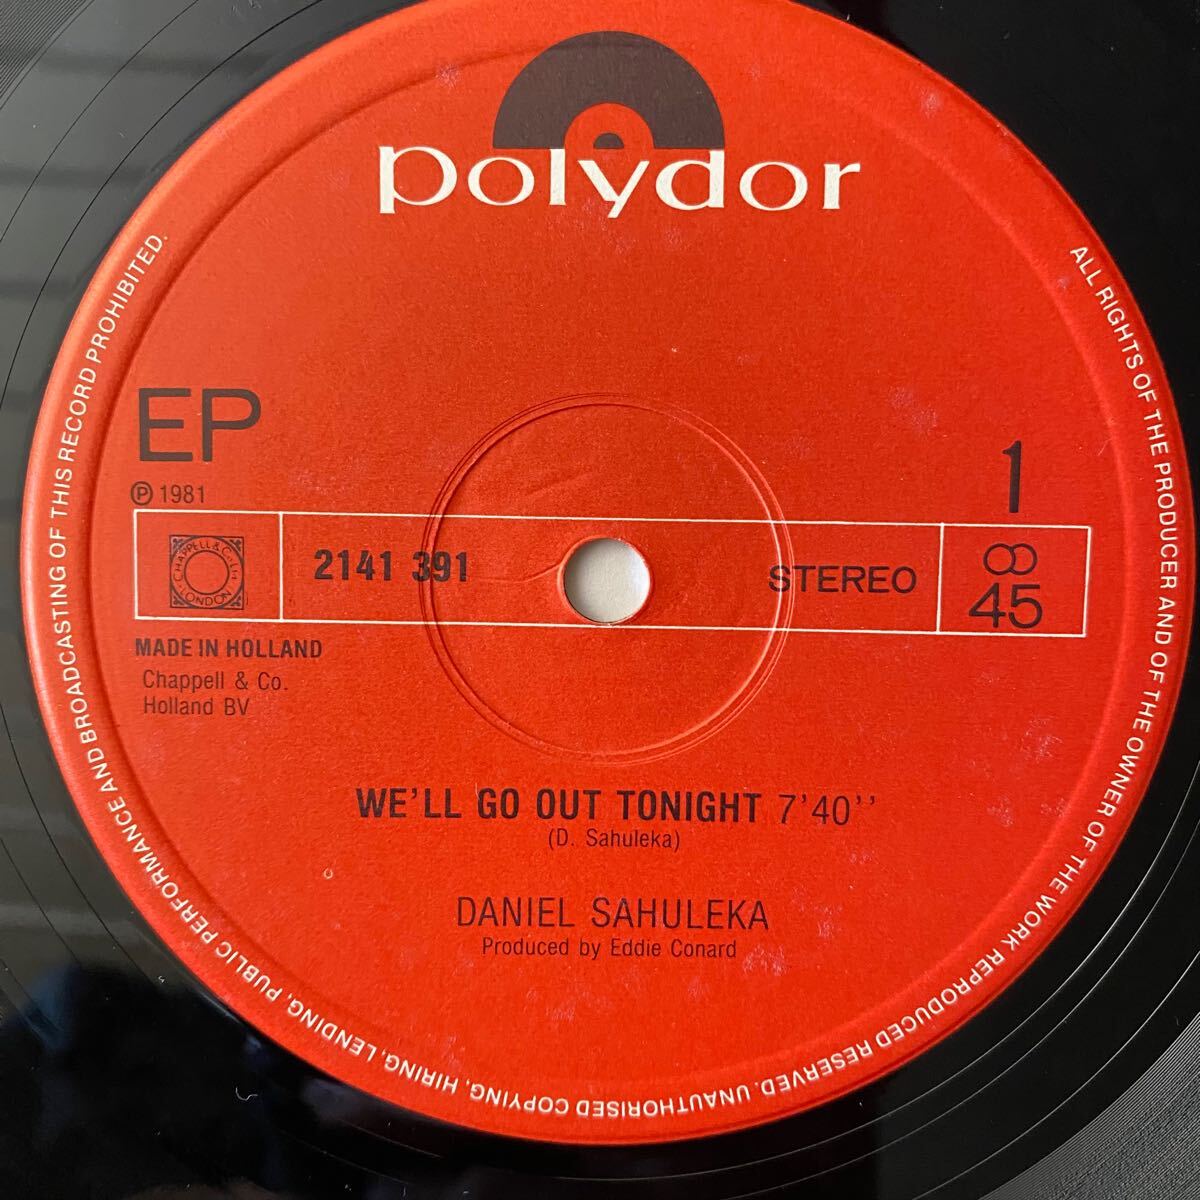 polydor
EP
1
℗ 1981
CHAPPELL & CO. LTD
LONDON
2141 391
STEREO
∞
45
MADE IN HOLLAND
Chappell & Co.
Holland BV
WE'LL GO OUT TONIGHT 7'40''
(D. Sahuleka)
DANIEL SAHULEKA
Produced by Eddie Conard
ALL RIGHTS OF THE PRODUCER AND OF THE OWNER OF THE WORK REPRODUCED RESERVED. UNAUTHORISED COPYING, HIRING, LENDING, PUBLIC PERFORMANCE AND BROADCASTING OF THIS RECORD PROHIBITED.